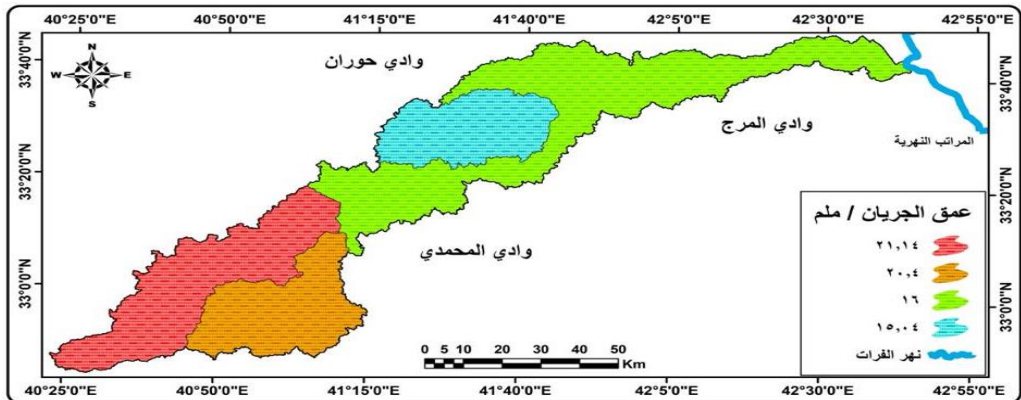 40°25'0"E 40°50'0"E 41°15'0"E 41°40'0"E 42°5'0"E 42°30'0"E 42°55'0"E
33°40'0"N
33°20'0"N
33°0'0"N
N
W E
S
وادي حوران
وادي المرج
وادي المحمدي
المراتب النهرية
33°40'0"N
33°20'0"N
33°0'0"N
عمق الجريان / ملم
٢١,١٤
٢٠,٤
١٦
١٥,٠٤
نهر الفرات
0 5 10 20 30 40 50
Km
40°25'0"E 40°50'0"E 41°15'0"E 41°40'0"E 42°5'0"E 42°30'0"E 42°55'0"E